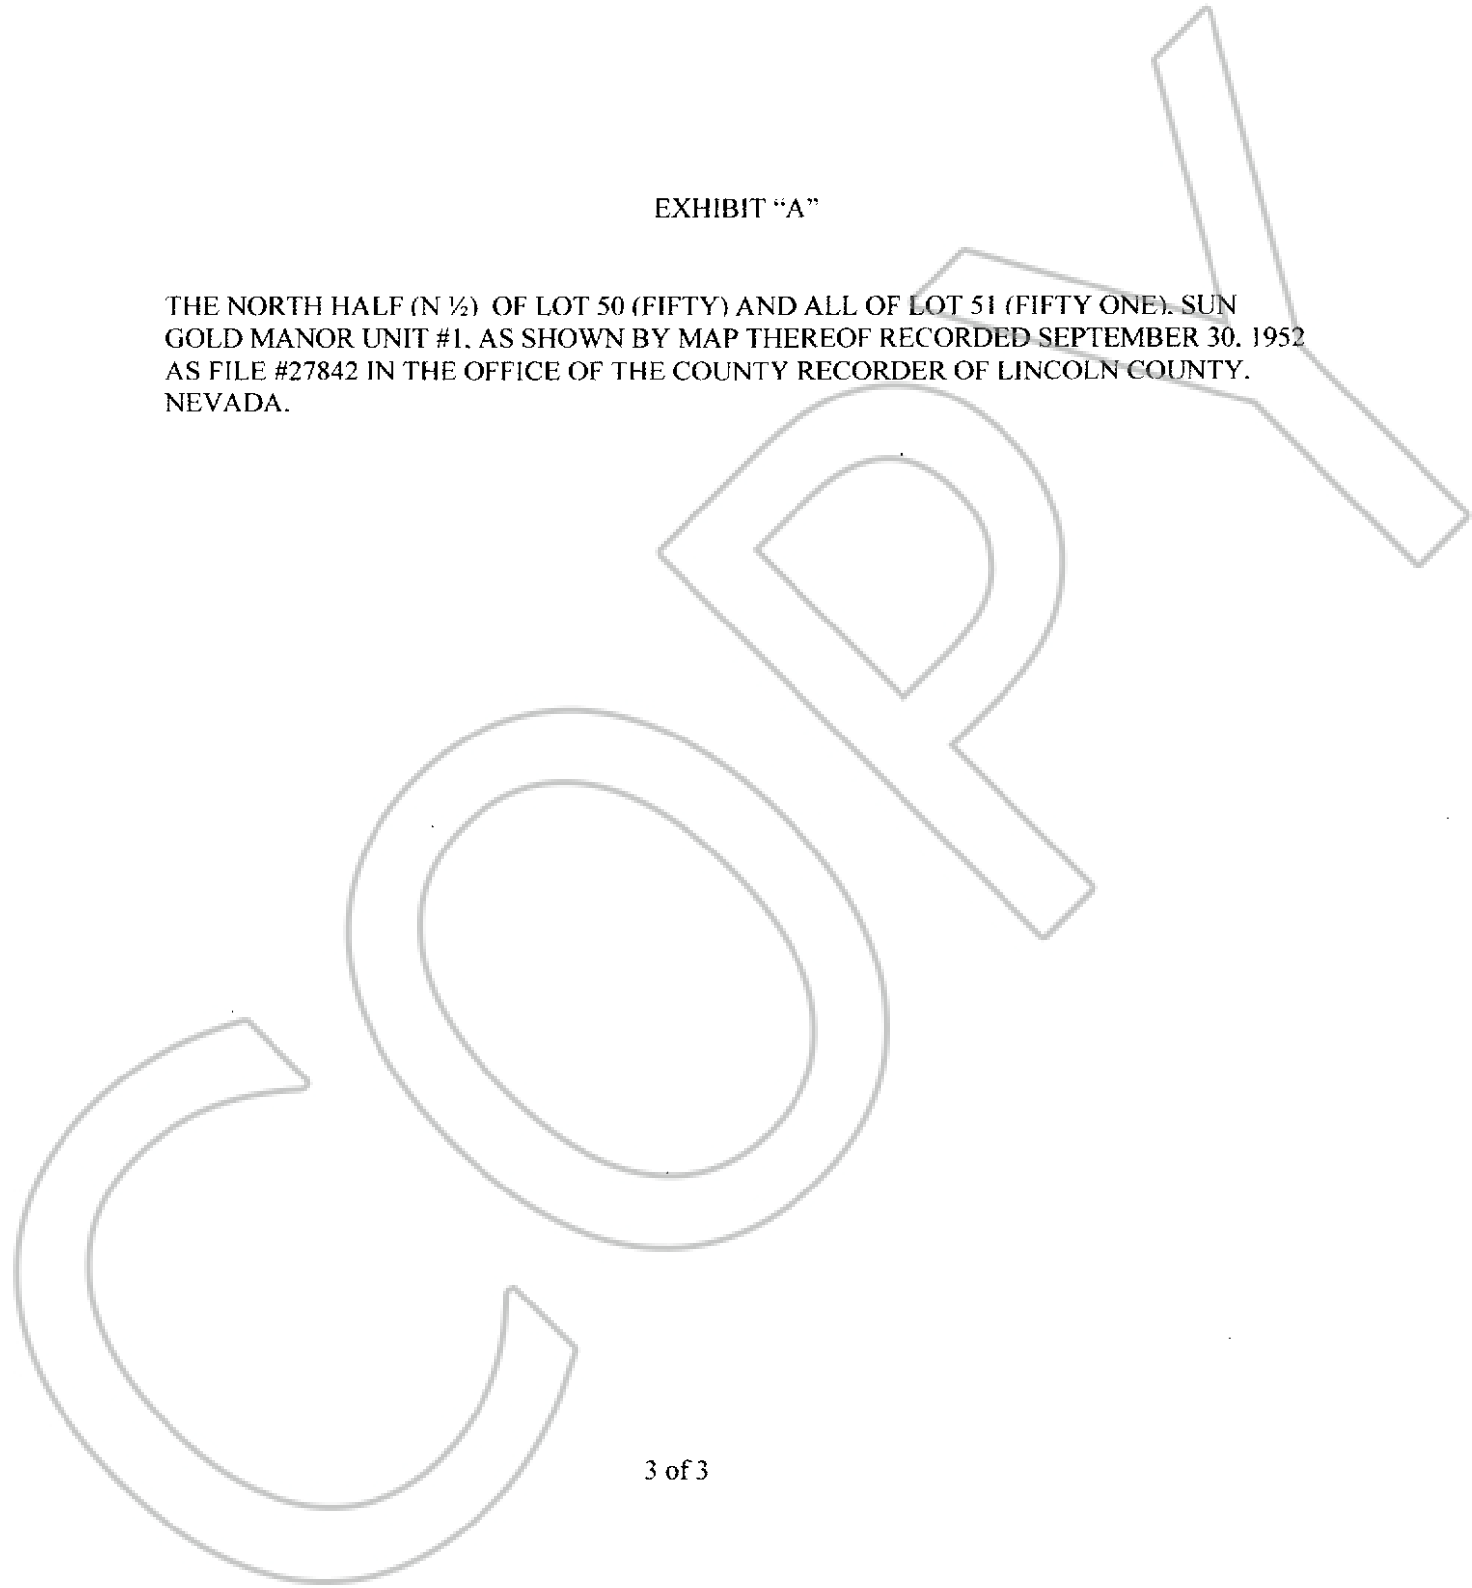 EXHIBIT “A”
THE NORTH HALF (N ½) OF LOT 50 (FIFTY) AND ALL OF LOT 51 (FIFTY ONE), SUN
GOLD MANOR UNIT #1, AS SHOWN BY MAP THEREOF RECORDED SEPTEMBER 30, 1952
AS FILE #27842 IN THE OFFICE OF THE COUNTY RECORDER OF LINCOLN COUNTY,
NEVADA.
COPY
3 of 3